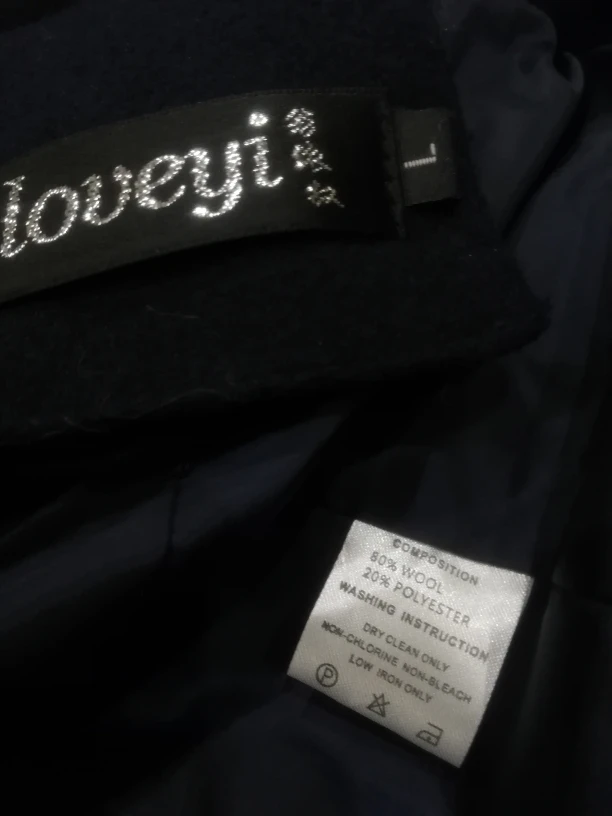 loveyi
L
COMPOSITION
80% WOOL
20% POLYESTER
WASHING INSTRUCTION
DRY CLEAN ONLY
NON-CHLORINE NON-BLEACH
LOW IRON ONLY
P